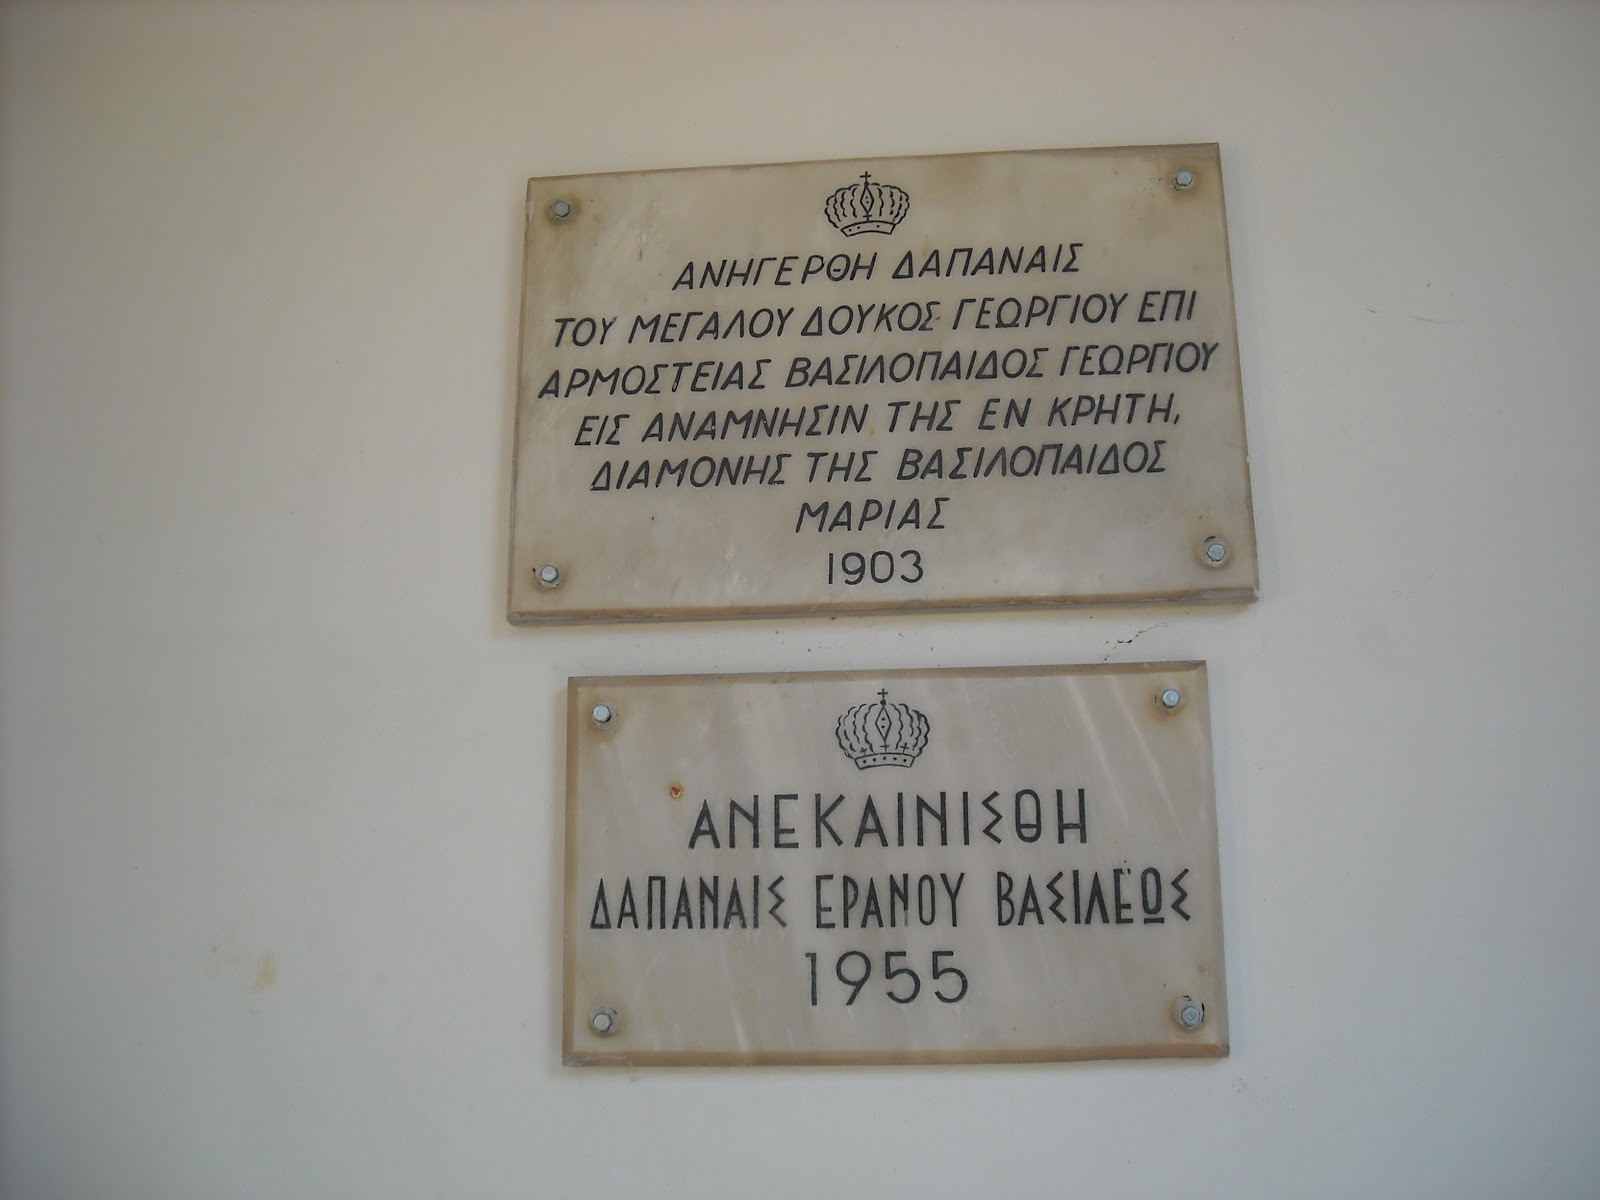 ΑΝΗΓΕΡΘΗ ΔΑΠΑΝΑΙΣ
ΤΟΥ ΜΕΓΑΛΟΥ ΔΟΥΚΟΣ ΓΕΩΡΓΙΟΥ ΕΠΙ
ΑΡΜΟΣΤΕΙΑΣ ΒΑΣΙΛΟΠΑΙΔΟΣ ΓΕΩΡΓΙΟΥ
ΕΙΣ ΑΝΑΜΝΗΣΙΝ ΤΗΣ ΕΝ ΚΡΗΤΗ,
ΔΙΑΜΟΝΗΣ ΤΗΣ ΒΑΣΙΛΟΠΑΙΔΟΣ
ΜΑΡΙΑΣ
1903
ΑΝΕΚΑΙΝΙΣΘΗ
ΔΑΠΑΝΑΙΣ ΕΡΑΝΟΥ ΒΑΣΙΛΕΩΣ
1955